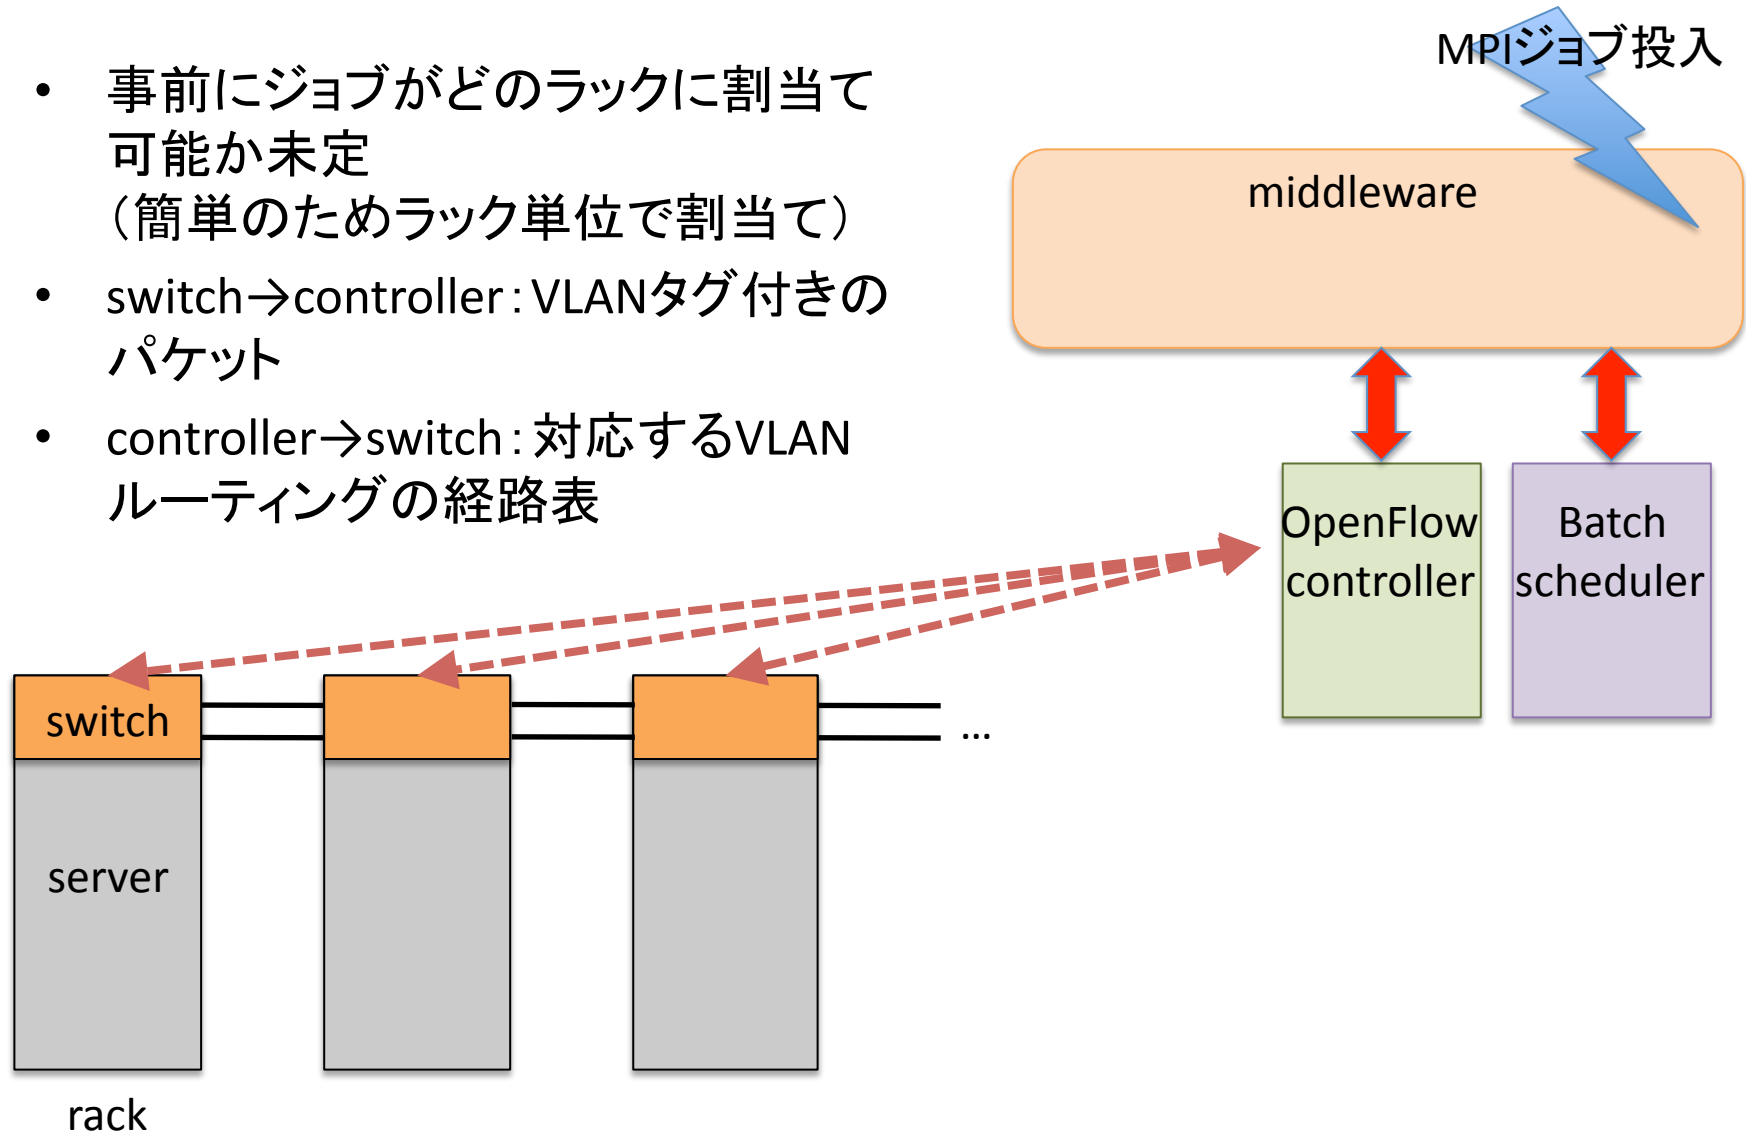 • 事前にジョブがどのラックに割当て
可能か未定
（簡単のためラック単位で割当て）
• switch→controller：VLANタグ付きの
パケット
• controller→switch：対応するVLAN
ルーティングの経路表
MPIジョブ投入
middleware
OpenFlow
controller
Batch
scheduler
switch
...
server
rack